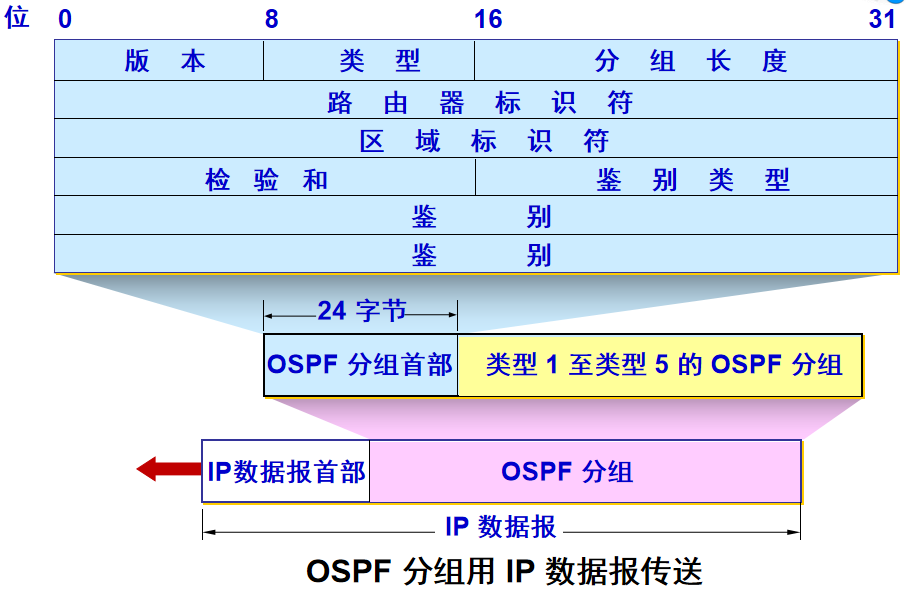 位 0 8 16 31
版 本 类 型 分 组 长 度
路 由 器 标 识 符
区 域 标 识 符
检 验 和 鉴 别 类 型
鉴 别
鉴 别
24 字节
OSPF 分组首部 类型 1 至类型 5 的 OSPF 分组
IP数据报首部 OSPF 分组
IP 数据报
OSPF 分组用 IP 数据报传送